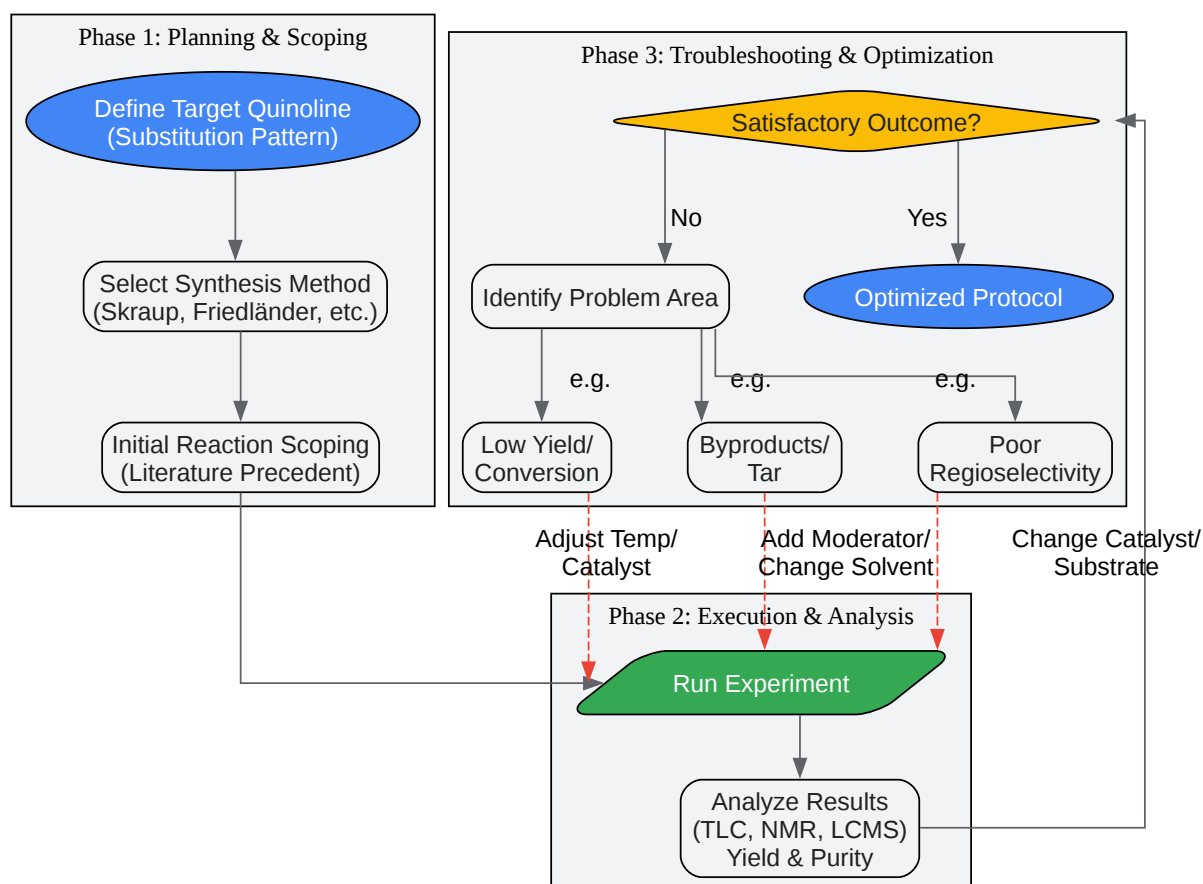 Phase 1: Planning & Scoping
Define Target Quinoline
(Substitution Pattern)
Select Synthesis Method
(Skraup, Friedländer, etc.)
Initial Reaction Scoping
(Literature Precedent)
Phase 3: Troubleshooting & Optimization
Satisfactory Outcome?
No
Yes
Identify Problem Area
Optimized Protocol
e.g.
e.g.
e.g.
Low Yield/
Conversion
Byproducts/
Tar
Poor
Regioselectivity
Adjust Temp/
Catalyst
Add Moderator/
Change Solvent
Change Catalyst/
Substrate
Phase 2: Execution & Analysis
Run Experiment
Analyze Results
(TLC, NMR, LCMS)
Yield & Purity